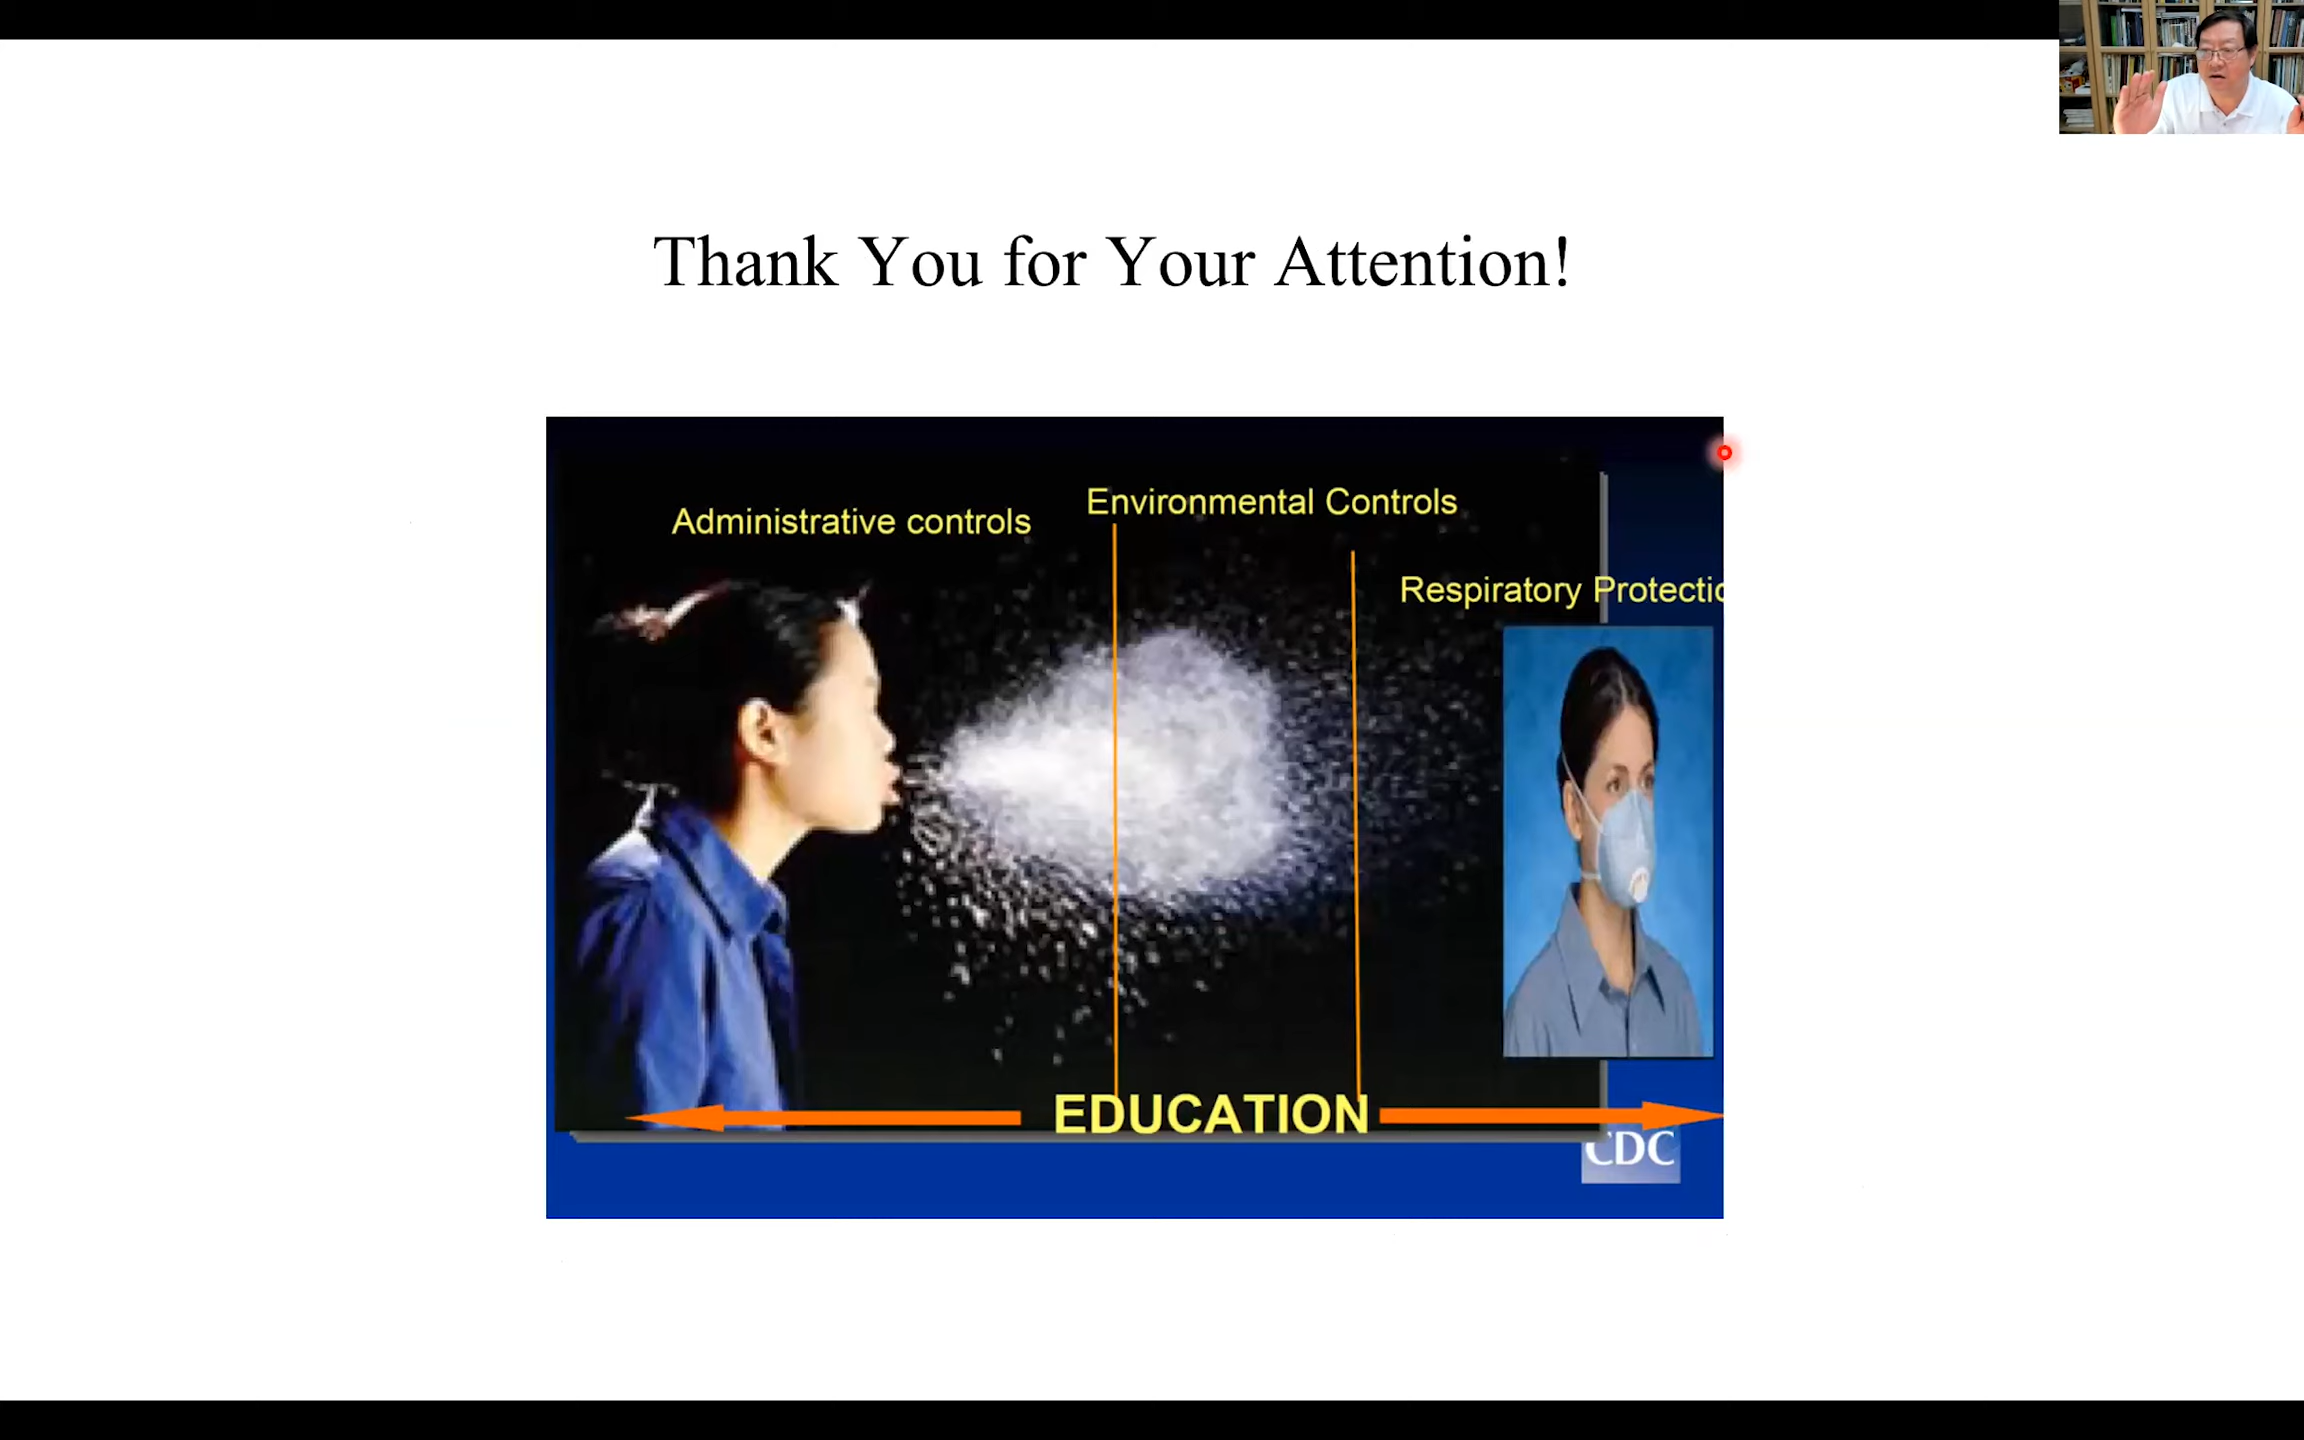 Thank You for Your Attention!
Administrative controls
Environmental Controls
Respiratory Protectio
EDUCATION
CDC